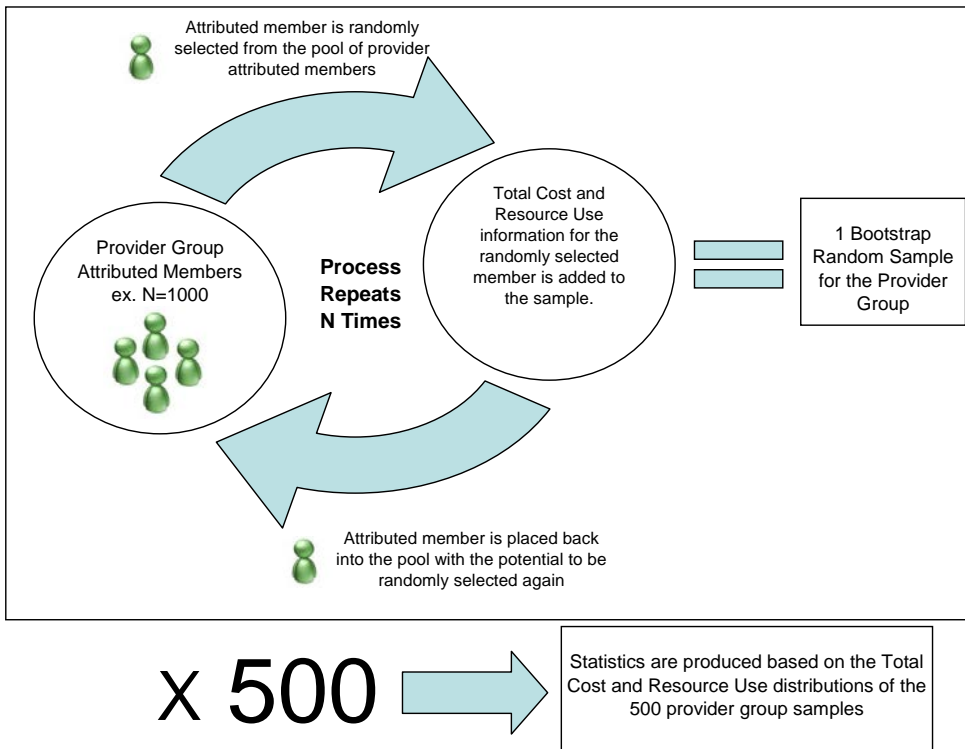 Attributed member is randomly
selected from the pool of provider
attributed members
Provider Group
Attributed Members
ex. N=1000
Process
Repeats
N Times
Total Cost and
Resource Use
information for the
randomly selected
member is added to
the sample.
1 Bootstrap
Random Sample
for the Provider
Group
Attributed member is placed back
into the pool with the potential to be
randomly selected again
X 500
Statistics are produced based on the Total
Cost and Resource Use distributions of the
500 provider group samples